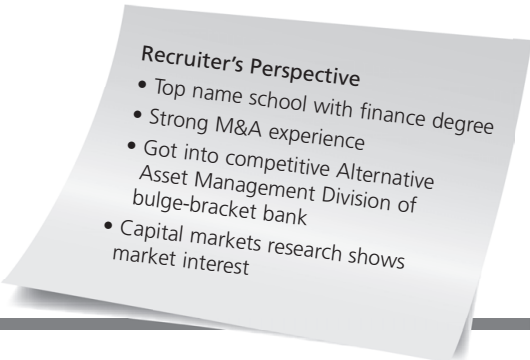 Recruiter's Perspective
• Top name school with finance degree
• Strong M&A experience
• Got into competitive Alternative
Asset Management Division of
bulge-bracket bank
• Capital markets research shows
market interest